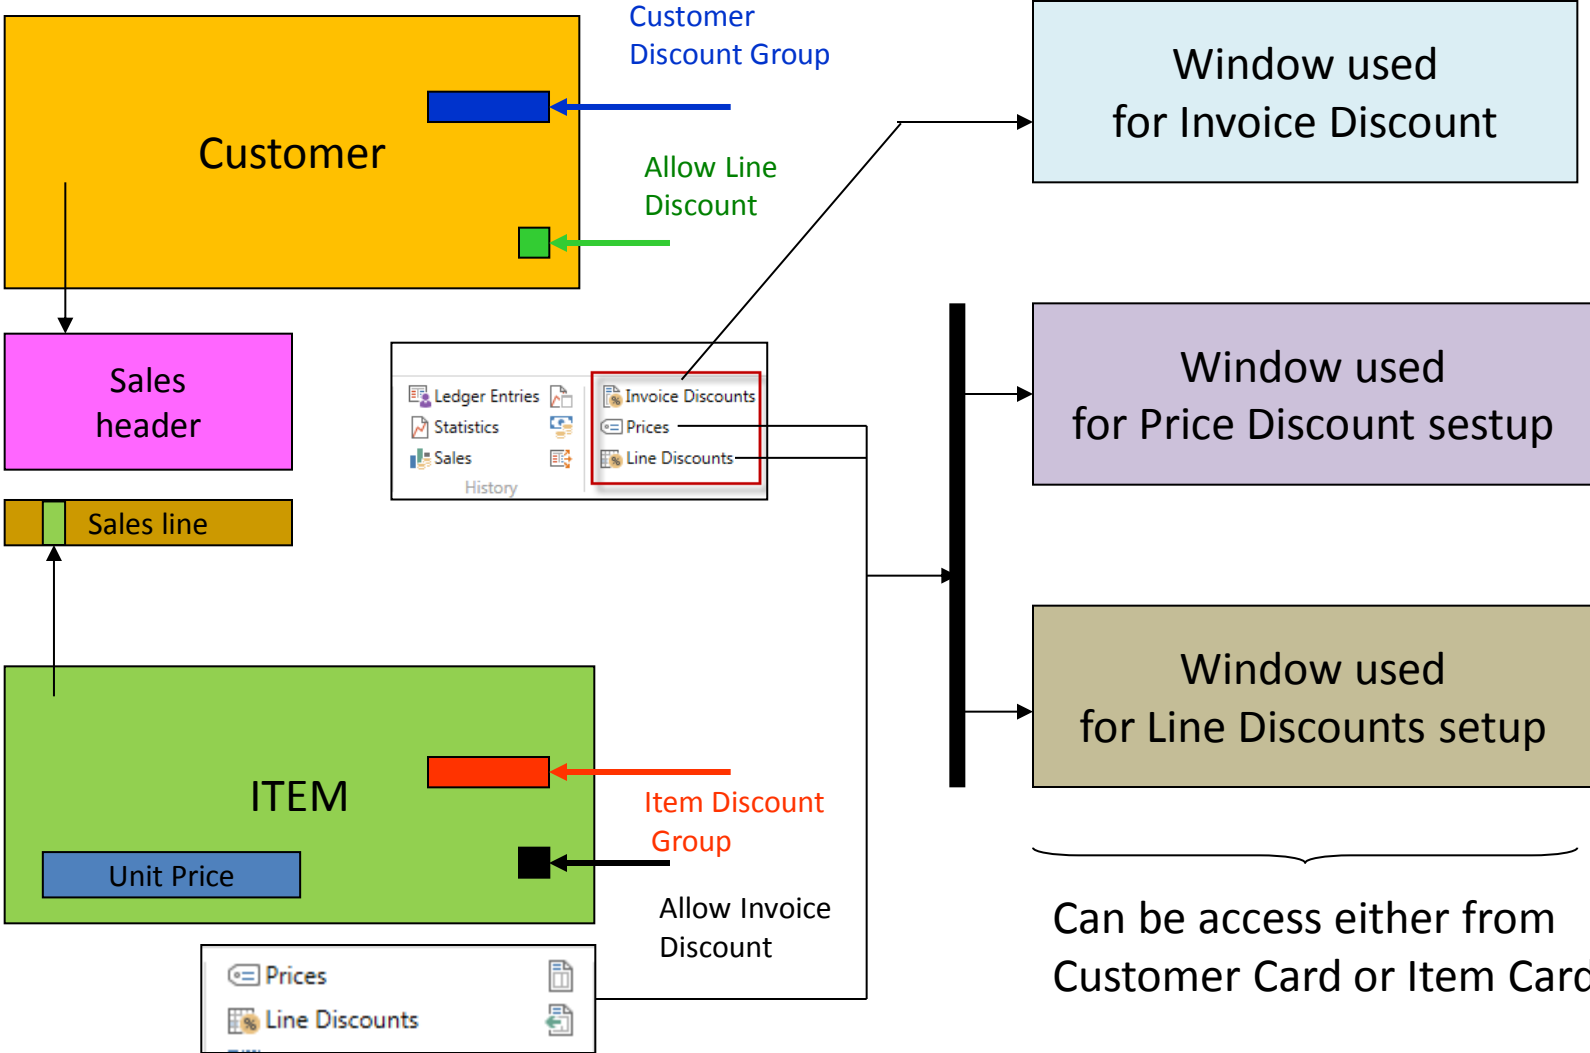 Customer
Discount Group
Window used
for Invoice Discount
Customer
Allow Line
Discount
Sales
header
Ledger Entries
Statistics
Sales
History
Invoice Discounts
Prices
Line Discounts
Window used
for Price Discount sestup
Sales line
Window used
for Line Discounts setup
ITEM
Item Discount
Group
Unit Price
Allow Invoice
Discount
Can be access either from
Customer Card or Item Card
Prices
Line Discounts